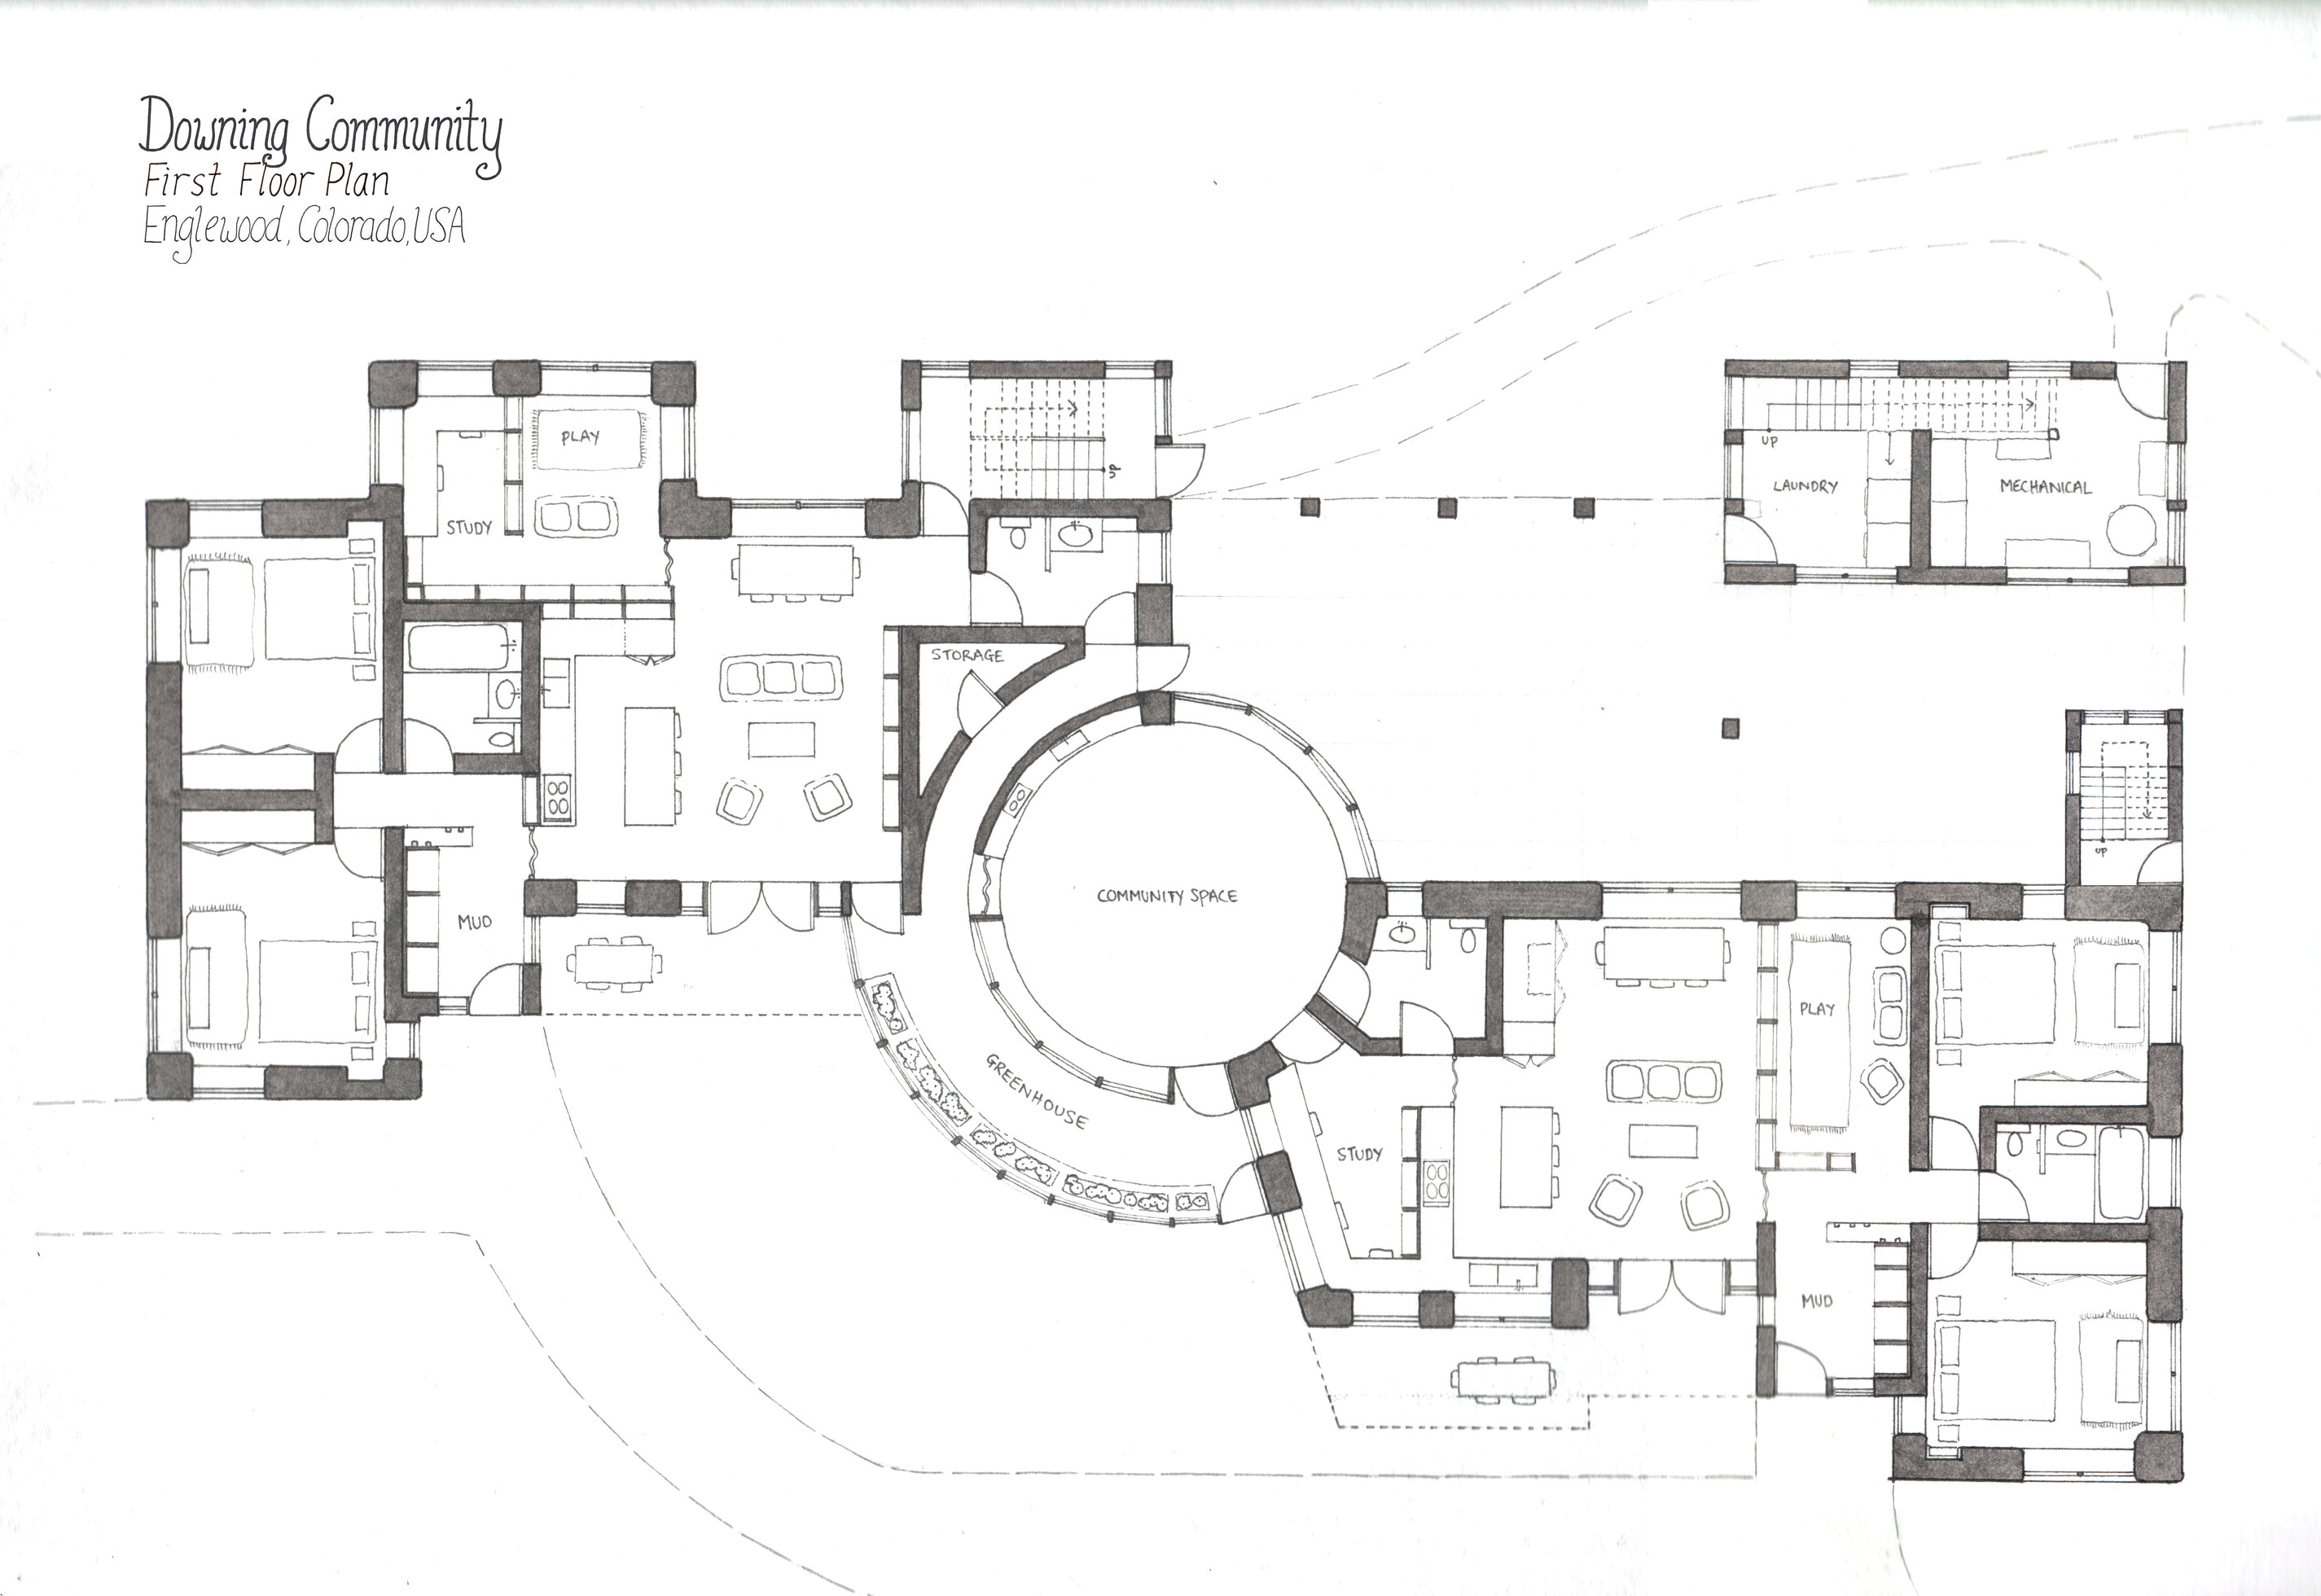 Downing Community
First Floor Plan
Englewood, Colorado, USA
PLAY
STUDY
UP
UP
LAUNDRY
MECHANICAL
STORAGE
UP
COMMUNITY SPACE
MUD
PLAY
GREENHOUSE
STUDY
MUD